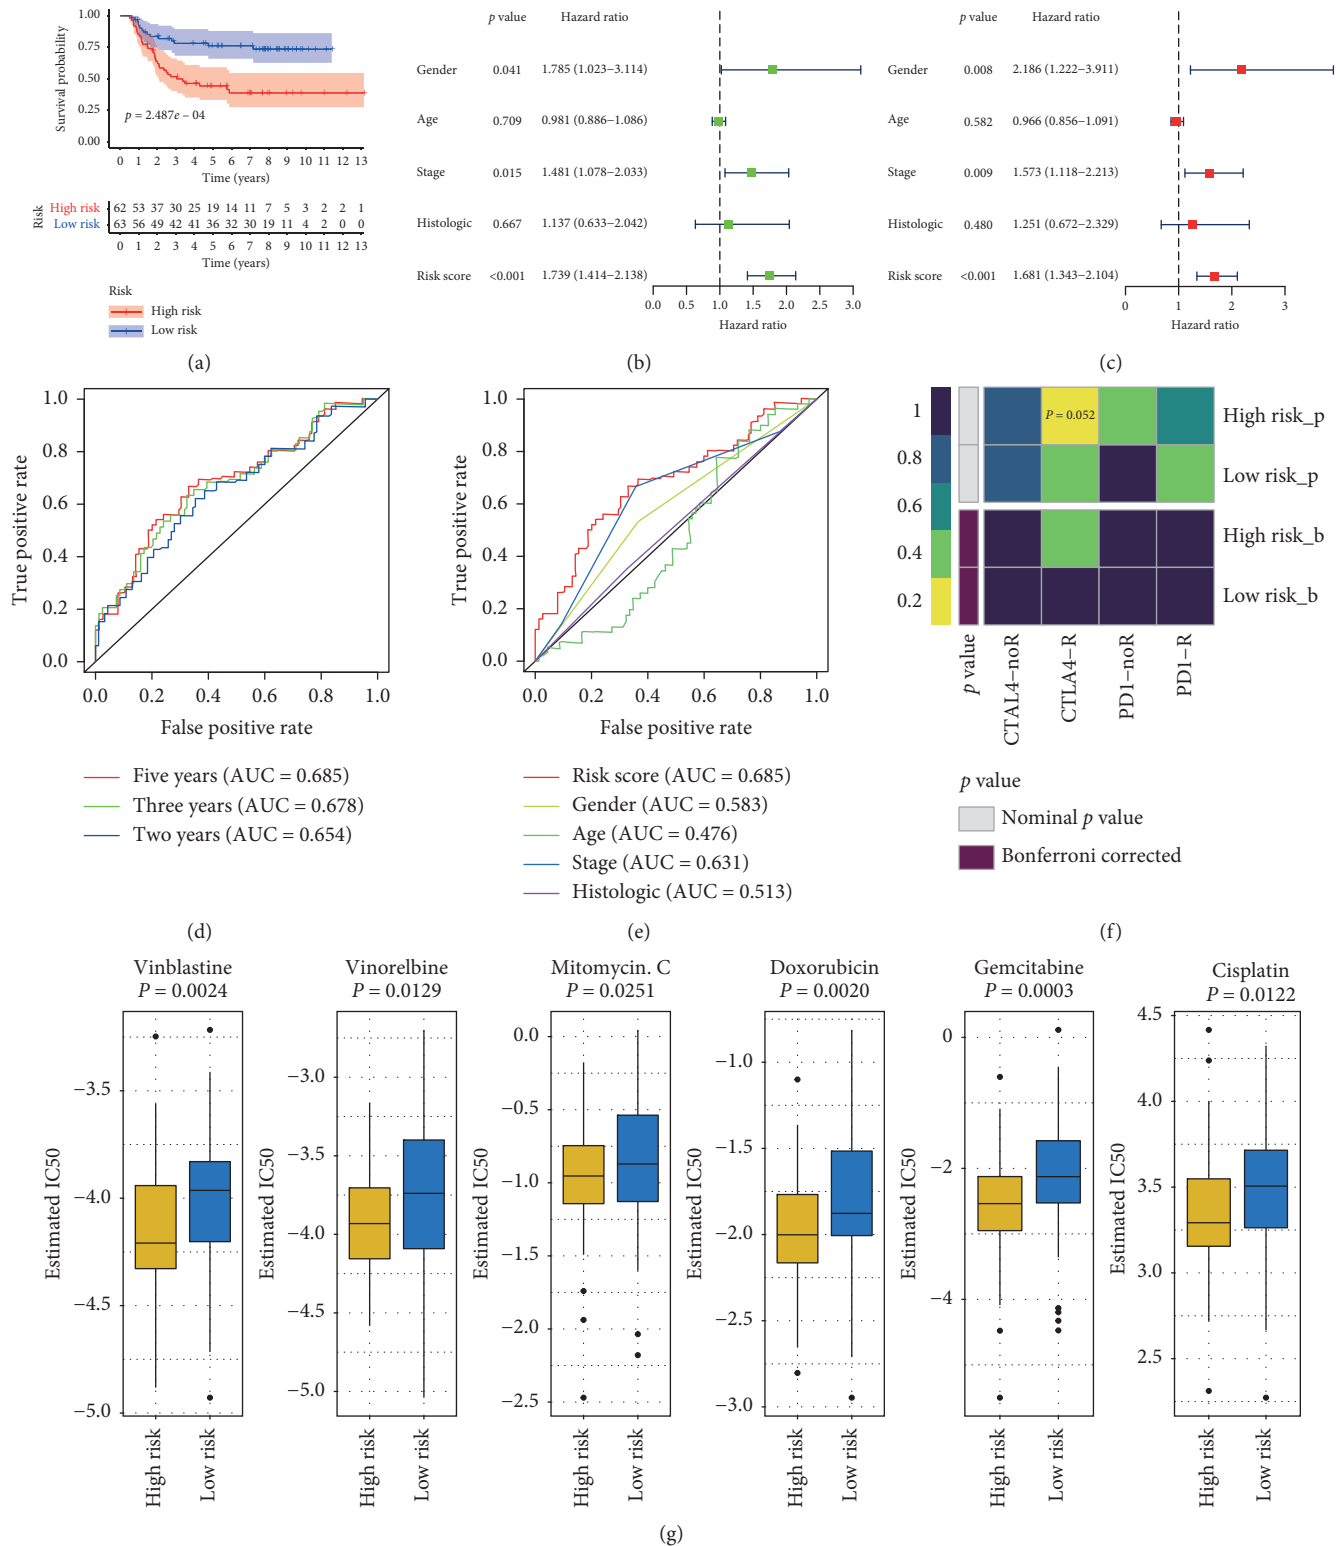 1.00
0.75
0.50
0.25
0.00
Survival probability
p = 2.487e – 04
0 1 2 3 4 5 6 7 8 9 10 11 12 13
Time (years)
Risk
High risk 62 53 37 30 25 19 14 11 7 5 3 2 2 1
Low risk 63 56 49 42 41 36 32 30 19 11 4 2 0 0
0 1 2 3 4 5 6 7 8 9 10 11 12 13
Time (years)
Risk
High risk
Low risk
(a)
p value Hazard ratio
Gender 0.041 1.785 (1.023–3.114)
Age 0.709 0.981 (0.886–1.086)
Stage 0.015 1.481 (1.078–2.033)
Histologic 0.667 1.137 (0.633–2.042)
Risk score <0.001 1.739 (1.414–2.138)
0.0 0.5 1.0 1.5 2.0 2.5 3.0
Hazard ratio
(b)
p value Hazard ratio
Gender 0.008 2.186 (1.222–3.911)
Age 0.582 0.966 (0.856–1.091)
Stage 0.009 1.573 (1.118–2.213)
Histologic 0.480 1.251 (0.672–2.329)
Risk score <0.001 1.681 (1.343–2.104)
0 1 2 3
Hazard ratio
(c)
1.0
0.8
0.6
0.4
0.2
0.0
True positive rate
0.0 0.2 0.4 0.6 0.8 1.0
False positive rate
Five years (AUC = 0.685)
Three years (AUC = 0.678)
Two years (AUC = 0.654)
(d)
1.0
0.8
0.6
0.4
0.2
0.0
True positive rate
0.0 0.2 0.4 0.6 0.8 1.0
False positive rate
Risk score (AUC = 0.685)
Gender (AUC = 0.583)
Age (AUC = 0.476)
Stage (AUC = 0.631)
Histologic (AUC = 0.513)
(e)
1
0.8
0.6
0.4
0.2
P = 0.052
High risk_p
Low risk_p
High risk_b
Low risk_b
p value
CTAL4–noR
CTLA4–R
PD1–noR
PD1–R
p value
Nominal p value
Bonferroni corrected
(f)
Vinblastine
P = 0.0024
Estimated IC50
−3.5
−4.0
−4.5
−5.0
High risk
Low risk
Vinorelbine
P = 0.0129
Estimated IC50
−3.0
−3.5
−4.0
−4.5
−5.0
High risk
Low risk
Mitomycin. C
P = 0.0251
Estimated IC50
0.0
−0.5
−1.0
−1.5
−2.0
−2.5
High risk
Low risk
Doxorubicin
P = 0.0020
Estimated IC50
−1.0
−1.5
−2.0
−2.5
−3.0
High risk
Low risk
Gemcitabine
P = 0.0003
Estimated IC50
0
−2
−4
High risk
Low risk
Cisplatin
P = 0.0122
Estimated IC50
4.5
4.0
3.5
3.0
2.5
High risk
Low risk
(g)